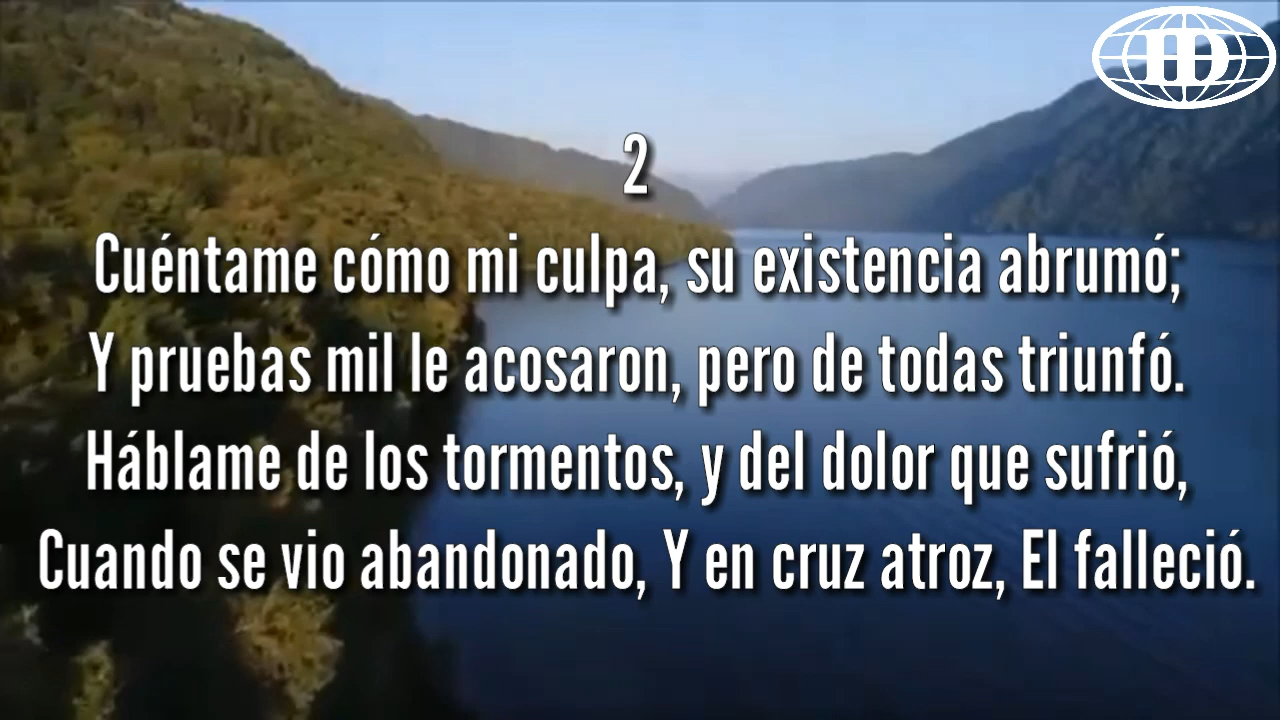 ID
2
Cuéntame cómo mi culpa, su existencia abrumó;
Y pruebas mil le acosaron, pero de todas triunfó.
Háblame de los tormentos, y del dolor que sufrió,
Cuando se vio abandonado, Y en cruz atroz, El falleció.